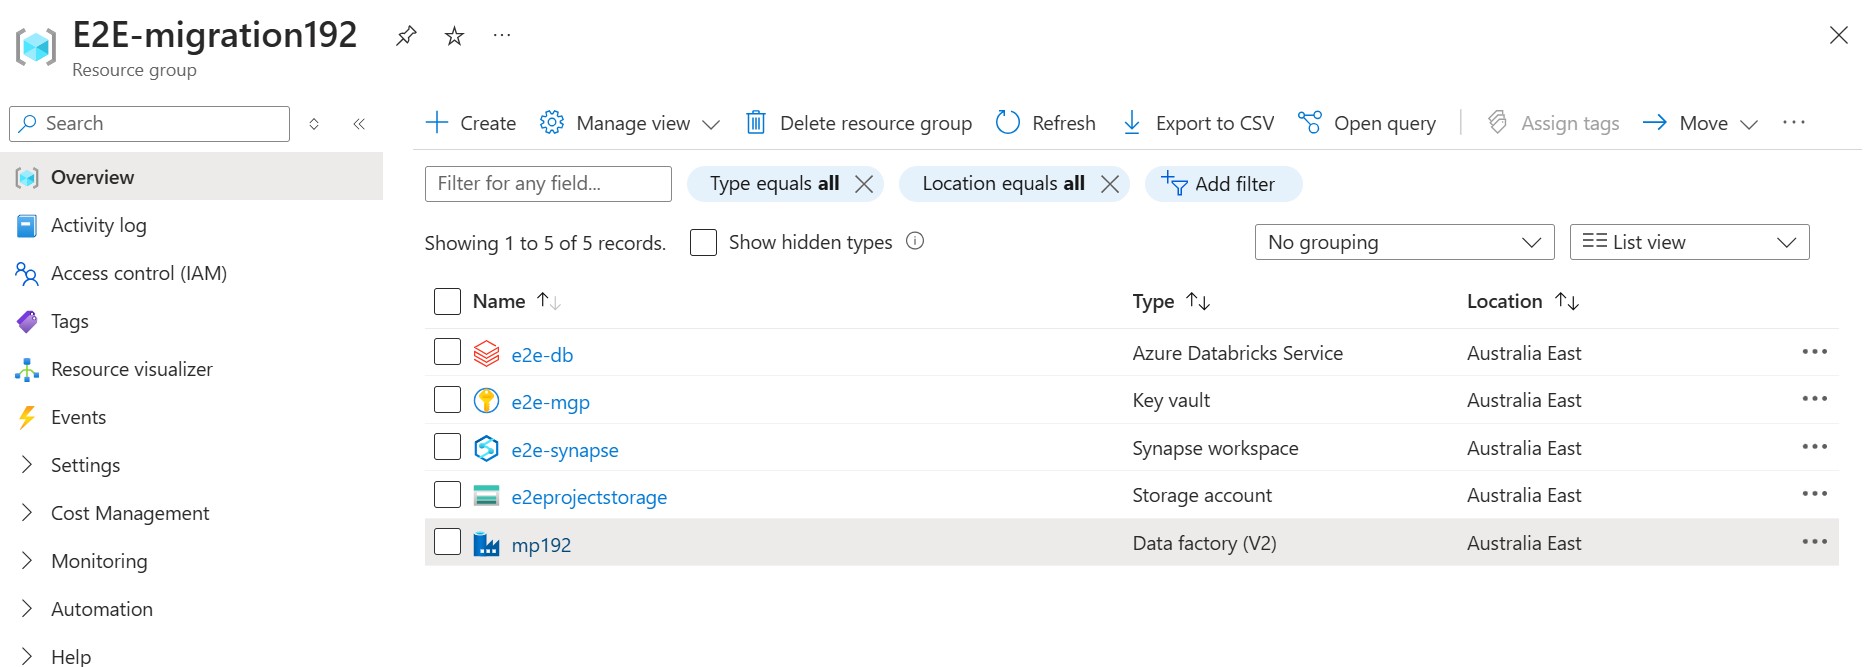 E2E-migration192
Resource group
Search
Overview
Activity log
Access control (IAM)
Tags
Resource visualizer
Events
Settings
Cost Management
Monitoring
Automation
Help
Create Manage view Delete resource group Refresh Export to CSV Open query Assign tags Move
Filter for any field... Type equals all Location equals all Add filter
Showing 1 to 5 of 5 records. Show hidden types No grouping List view
Name Type Location
e2e-db Azure Databricks Service Australia East
e2e-mgp Key vault Australia East
e2e-synapse Synapse workspace Australia East
e2eprojectstorage Storage account Australia East
mp192 Data factory (V2) Australia East